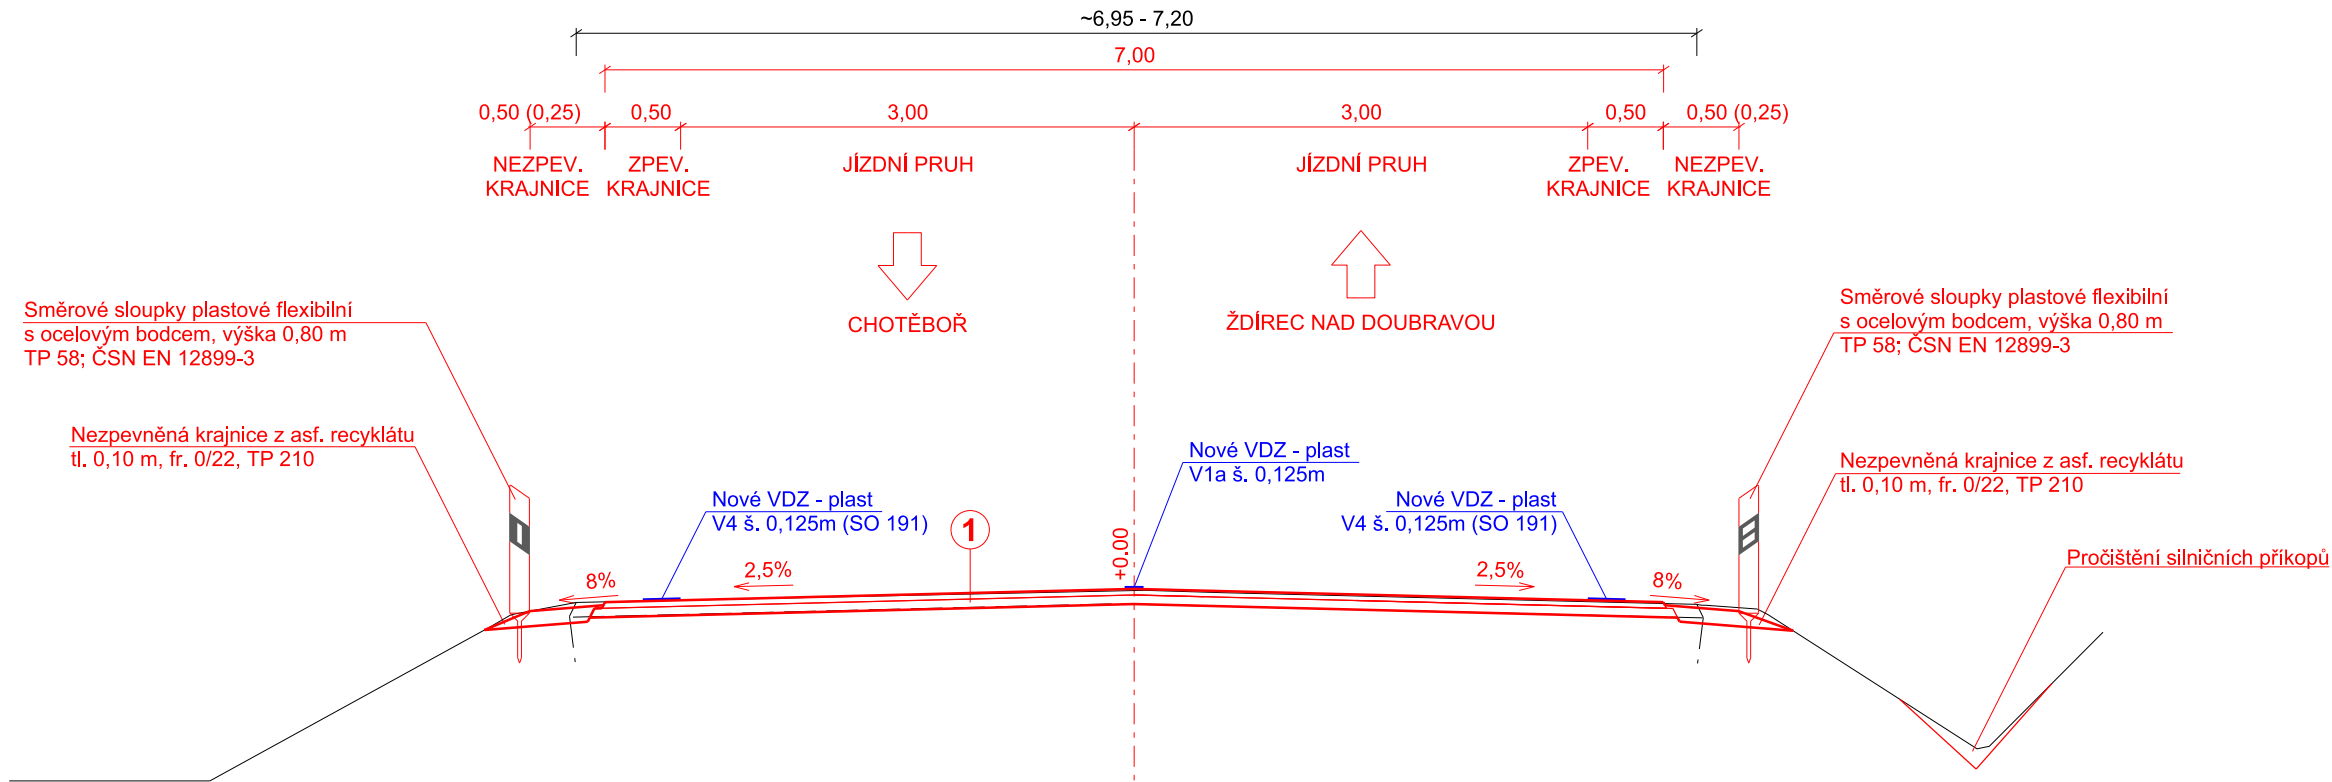 ~6,95 - 7,20
7,00
0,50 (0,25)
0,50
3,00
3,00
0,50
0,50 (0,25)
NEZPEV.
KRAJNICE
ZPEV.
KRAJNICE
JÍZDNÍ PRUH
JÍZDNÍ PRUH
ZPEV.
KRAJNICE
NEZPEV.
KRAJNICE
CHOTĚBOŘ
ŽDÍREC NAD DOUBRAVOU
Směrové sloupky plastové flexibilní
s ocelovým bodcem, výška 0,80 m
TP 58; ČSN EN 12899-3
Směrové sloupky plastové flexibilní
s ocelovým bodcem, výška 0,80 m
TP 58; ČSN EN 12899-3
Nezpevněná krajnice z asf. recyklátu
tl. 0,10 m, fr. 0/22, TP 210
Nové VDZ - plast
V1a š. 0,125m
Nezpevněná krajnice z asf. recyklátu
tl. 0,10 m, fr. 0/22, TP 210
Nové VDZ - plast
V4 š. 0,125m (SO 191)
1
Nové VDZ - plast
V4 š. 0,125m (SO 191)
+0.00
8%
2,5%
2,5%
8%
Pročištění silničních příkopů